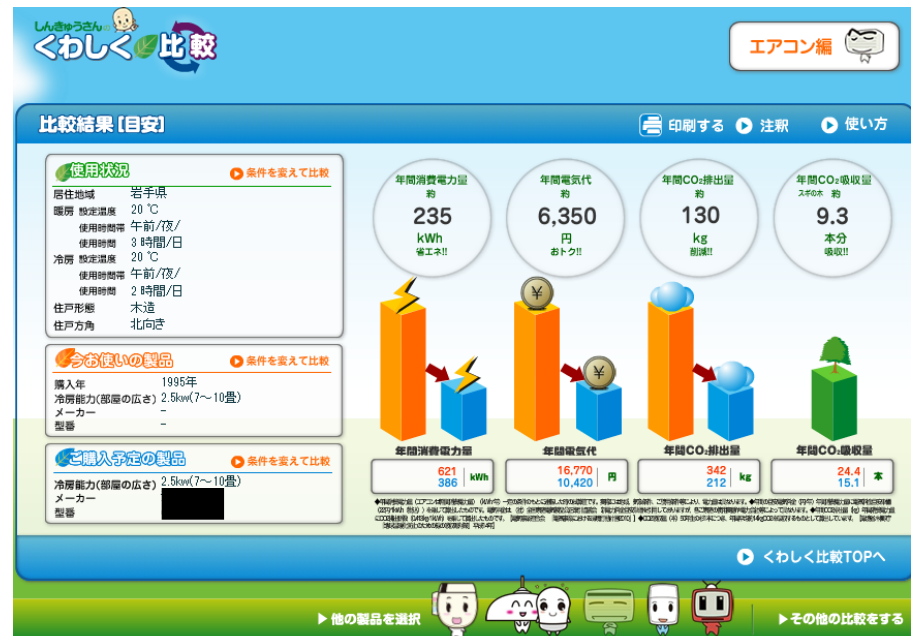 しんきゅうさんの
くわしく比較
エアコン編
比較結果【目安】
印刷する 注釈 使い方
使用状況 条件を変えて比較
居住地域 岩手県
暖房 設定温度 20 ℃
使用時間帯 午前/夜/
使用時間 3 時間/日
冷房 設定温度 20 ℃
使用時間帯 午前/夜/
使用時間 2 時間/日
住戸形態 木造
住戸方角 北向き
今お使いの製品 条件を変えて比較
購入年 1995年
冷房能力(部屋の広さ) 2.5kw(7～10畳)
メーカー -
型番 -
ご購入予定の製品 条件を変えて比較
冷房能力(部屋の広さ) 2.5kw(7～10畳)
メーカー
型番
年間消費電力量
約
235
kWh
省エネ!!
年間電気代
約
6,350
円
おトク!!
年間CO₂排出量
約
130
kg
削減!!
年間CO₂吸収量
スギの木 約
9.3
本分
吸収!!
年間消費電力量
621
386 kWh
年間電気代
16,770
10,420 円
年間CO₂排出量
342
212 kg
年間CO₂吸収量
24.4
15.1 本
くわしく比較TOPへ
他の製品を選択
その他の比較をする